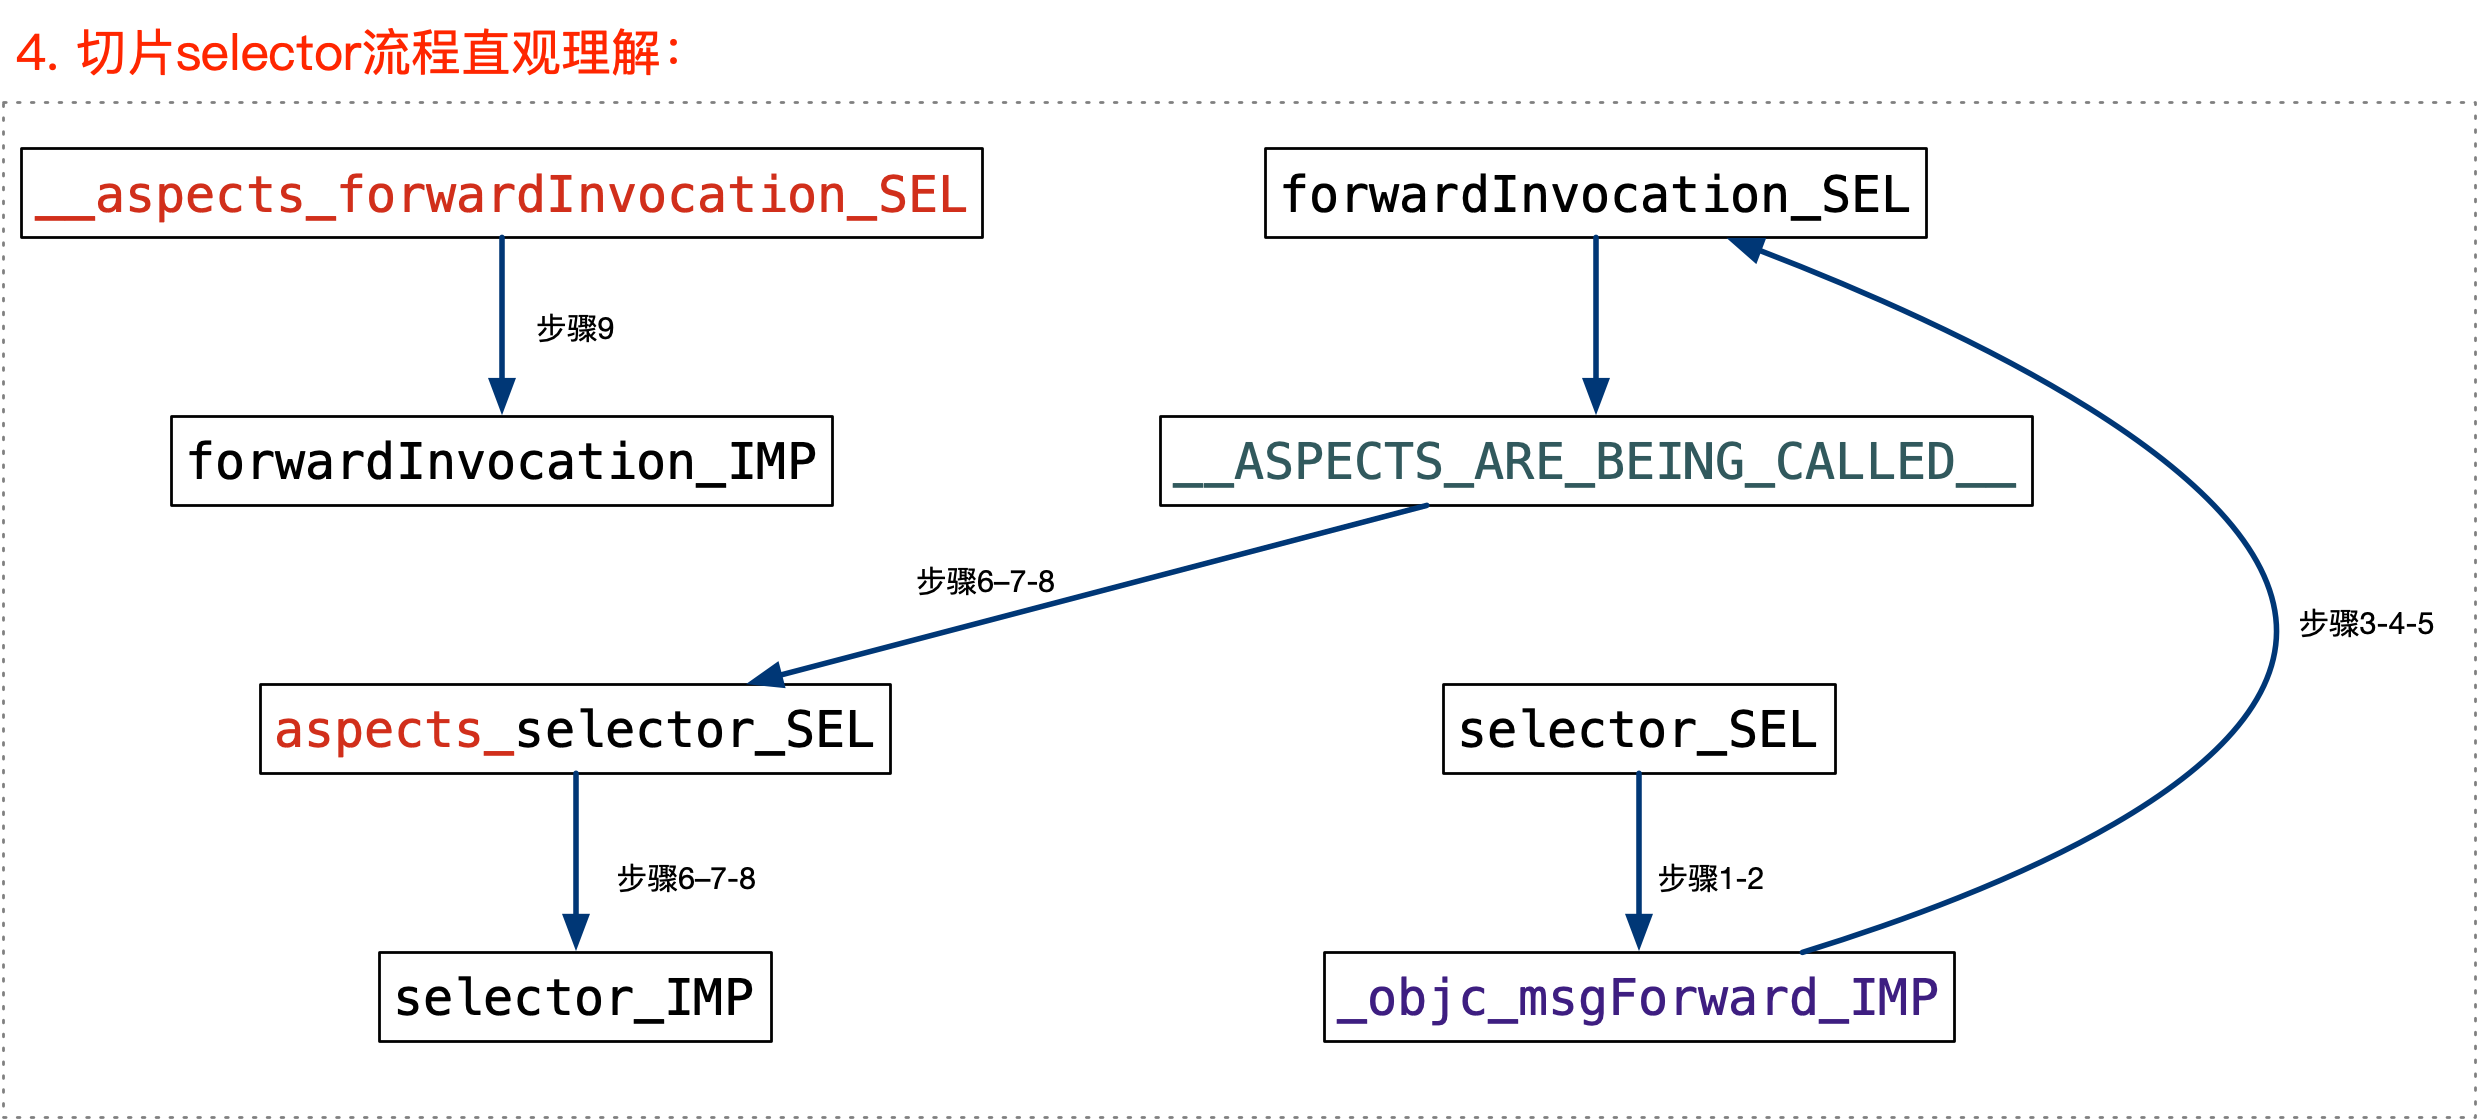 4. 切片selector流程直观理解：
__aspects_forwardInvocation_SEL
forwardInvocation_SEL
步骤9
forwardInvocation_IMP
__ASPECTS_ARE_BEING_CALLED__
步骤6–7-8
步骤3-4-5
aspects_selector_SEL
selector_SEL
步骤6–7-8
步骤1-2
selector_IMP
_objc_msgForward_IMP